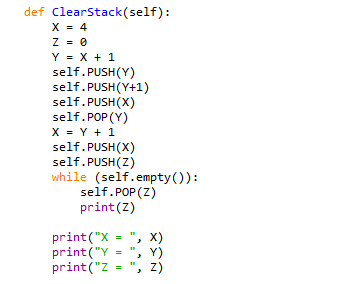 def ClearStack(self):
    X = 4
    Z = 0
    Y = X + 1
    self.PUSH(Y)
    self.PUSH(Y+1)
    self.PUSH(X)
    self.POP(Y)
    X = Y + 1
    self.PUSH(X)
    self.PUSH(Z)
    while (self.empty()):
        self.POP(Z)
        print(Z)

    print("X = ", X)
    print("Y = ", Y)
    print("Z = ", Z)